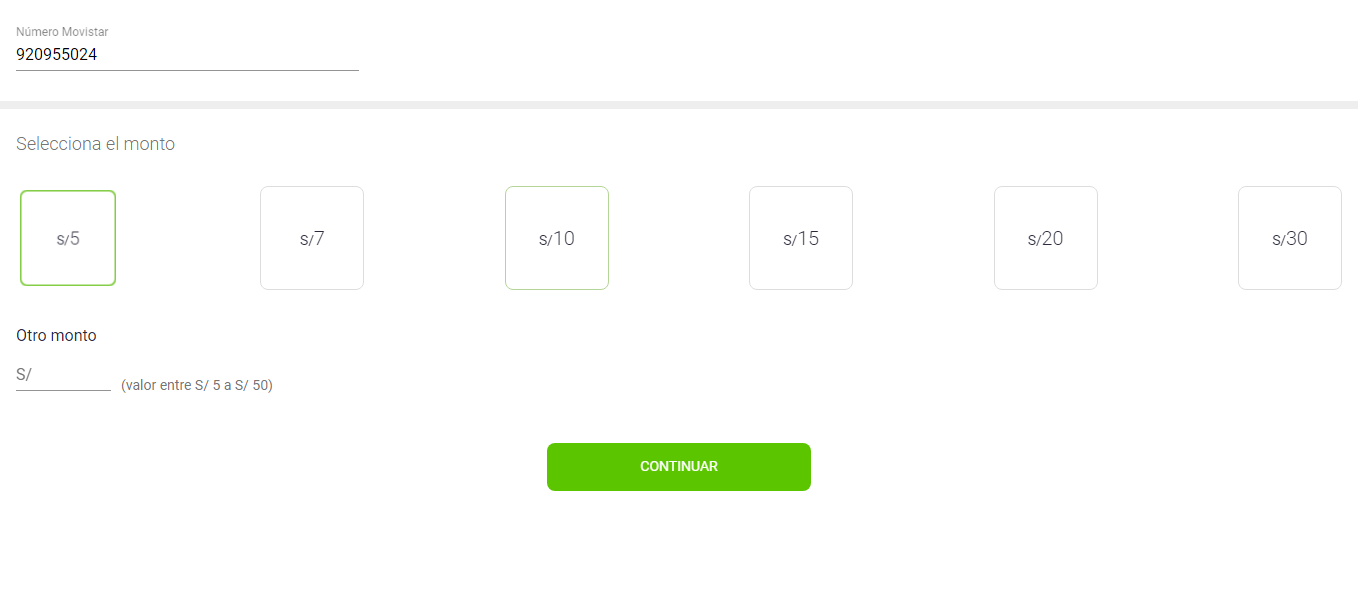 Número Movistar
920955024
Selecciona el monto
s/5
s/7
s/10
s/15
s/20
s/30
Otro monto
S/
(valor entre S/ 5 a S/ 50)
CONTINUAR